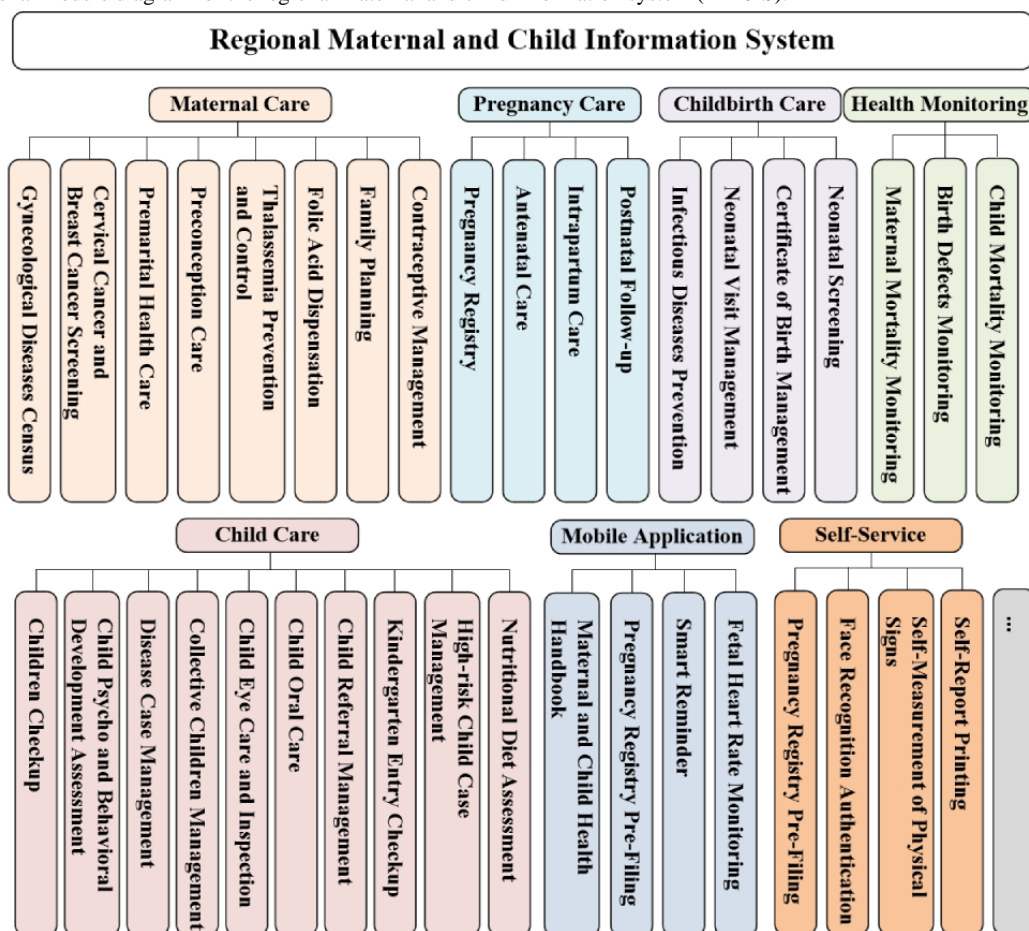 Regional Maternal and Child Information System
Maternal Care
Pregnancy Care
Childbirth Care
Health Monitoring
Gynecological Diseases Census
Cervical Cancer and
Breast Cancer Screening
Premarital Health Care
Preconception Care
Thalassemia Prevention
and Control
Folic Acid Dispensation
Family Planning
Contraceptive Management
Pregnancy Registry
Antenatal Care
Intrapartum Care
Postnatal Follow-up
Infectious Diseases Prevention
Neonatal Visit Management
Certificate of Birth Management
Neonatal Screening
Maternal Mortality Monitoring
Birth Defects Monitoring
Child Mortality Monitoring
Child Care
Mobile Application
Self-Service
Children Checkup
Child Psycho and Behavioral
Development Assessment
Disease Case Management
Collective Children Management
Child Eye Care and Inspection
Child Oral Care
Child Referral Management
Kindergarten Entry Checkup
High-risk Child Case
Management
Nutritional Diet Assessment
Maternal and Child Health
Handbook
Pregnancy Registry Pre-Filing
Smart Reminder
Fetal Heart Rate Monitoring
Pregnancy Registry Pre-Filing
Face Recognition Authentication
Self-Measurement of Physical
Signs
Self-Report Printing
...